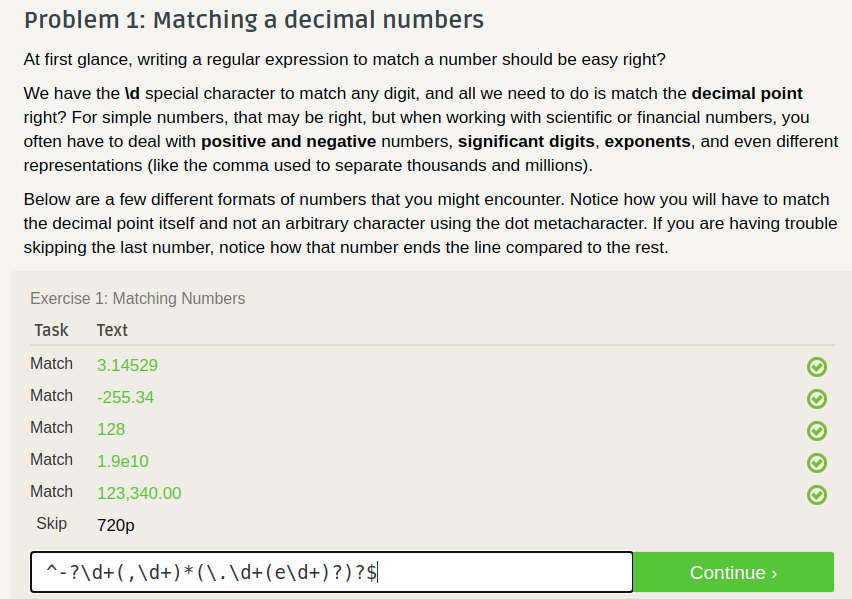 Problem 1: Matching a decimal numbers
At first glance, writing a regular expression to match a number should be easy right?
We have the \d special character to match any digit, and all we need to do is match the decimal point
right? For simple numbers, that may be right, but when working with scientific or financial numbers, you
often have to deal with positive and negative numbers, significant digits, exponents, and even different
representations (like the comma used to separate thousands and millions).
Below are a few different formats of numbers that you might encounter. Notice how you will have to match
the decimal point itself and not an arbitrary character using the dot metacharacter. If you are having trouble
skipping the last number, notice how that number ends the line compared to the rest.
Exercise 1: Matching Numbers
Task Text
Match 3.14529
Match -255.34
Match 128
Match 1.9e10
Match 123,340.00
Skip 720p
^-?\d+(,\d+)*(\.\d+(e\d+)?)?$ Continue ›